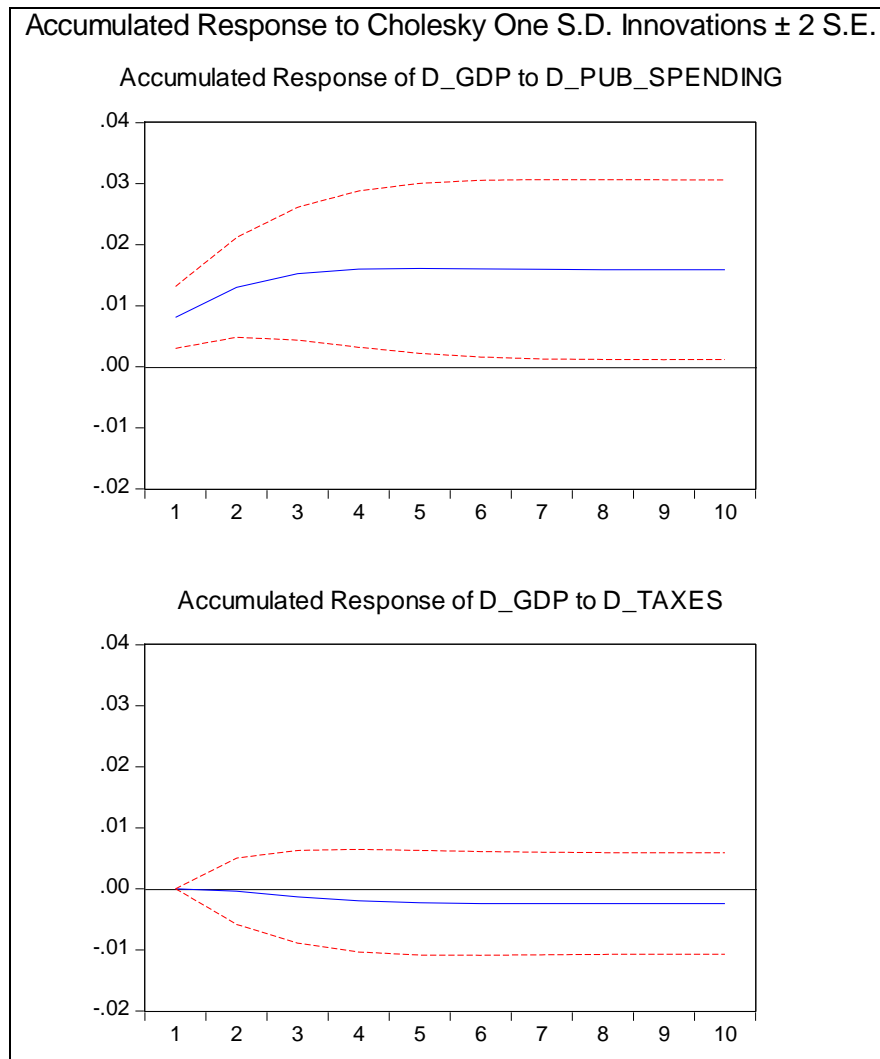 Accumulated Response to Cholesky One S.D. Innovations ± 2 S.E.
Accumulated Response of D_GDP to D_PUB_SPENDING
.04
.03
.02
.01
.00
-.01
-.02
1 2 3 4 5 6 7 8 9 10
Accumulated Response of D_GDP to D_TAXES
.04
.03
.02
.01
.00
-.01
-.02
1 2 3 4 5 6 7 8 9 10